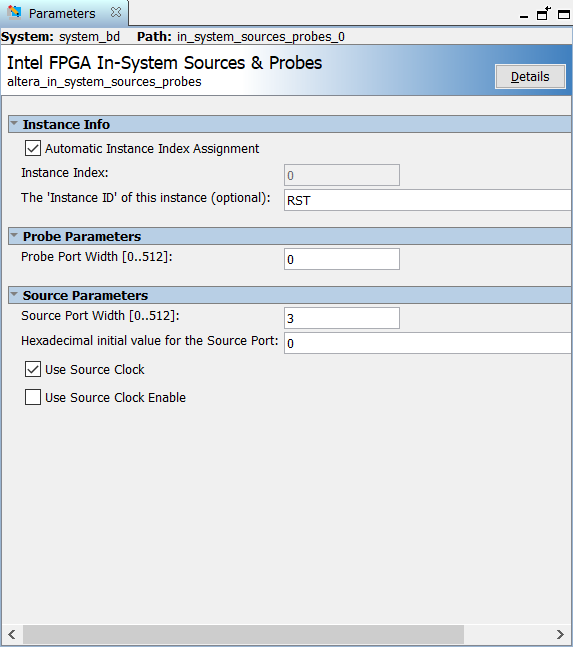 Parameters
System: system_bd Path: in_system_sources_probes_0
Intel FPGA In-System Sources & Probes
altera_in_system_sources_probes
Details
Instance Info
Automatic Instance Index Assignment
Instance Index: 0
The 'Instance ID' of this instance (optional): RST
Probe Parameters
Probe Port Width [0..512]: 0
Source Parameters
Source Port Width [0..512]: 3
Hexadecimal initial value for the Source Port: 0
Use Source Clock
Use Source Clock Enable